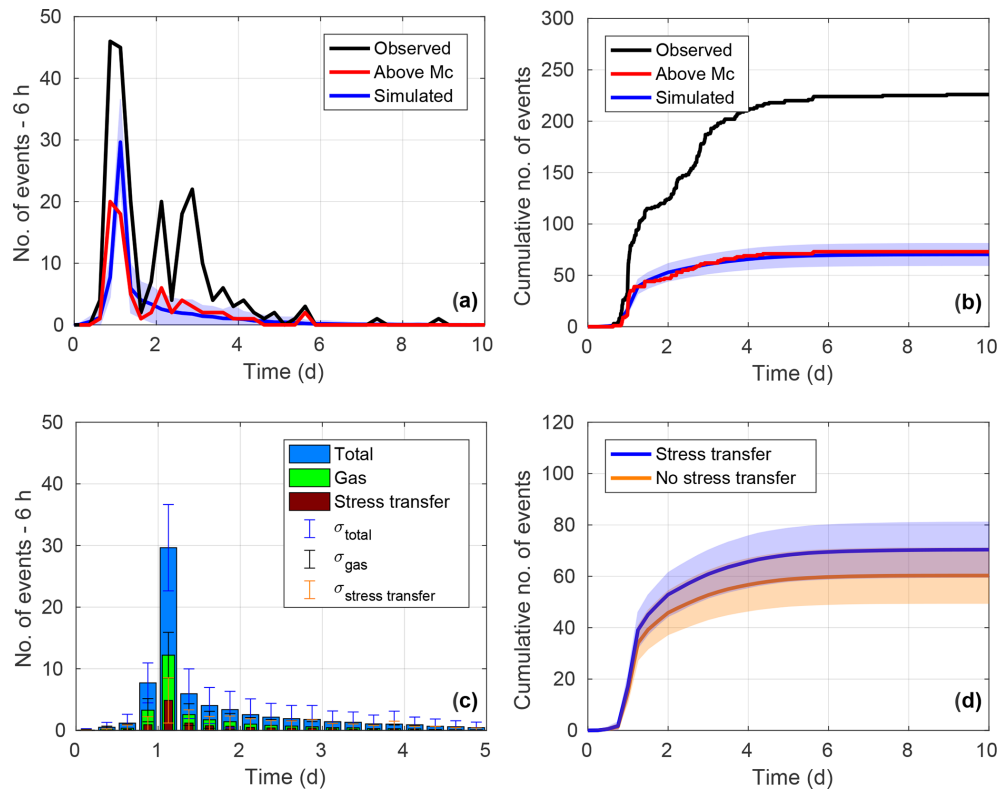 50
40
30
20
10
0
No. of events - 6 h
Observed
Above Mc
Simulated
(a)
0 2 4 6 8 10
Time (d)
300
250
200
150
100
50
0
Cumulative no. of events
Observed
Above Mc
Simulated
(b)
0 2 4 6 8 10
Time (d)
50
40
30
20
10
0
No. of events - 6 h
Total
Gas
Stress transfer
σtotal
σgas
σstress transfer
(c)
0 1 2 3 4 5
Time (d)
120
100
80
60
40
20
0
Cumulative no. of events
Stress transfer
No stress transfer
(d)
0 2 4 6 8 10
Time (d)